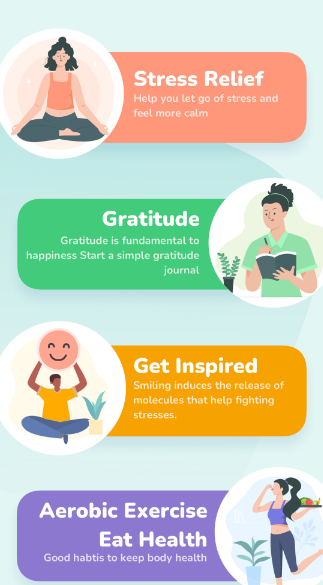 Stress Relief
Help you let go of stress and
feel more calm
Gratitude
Gratitude is fundamental to
happiness Start a simple gratitude
journal
Get Inspired
Smiling induces the release of
molecules that help fighting
stresses.
Aerobic Exercise
Eat Health
Good habtis to keep body health